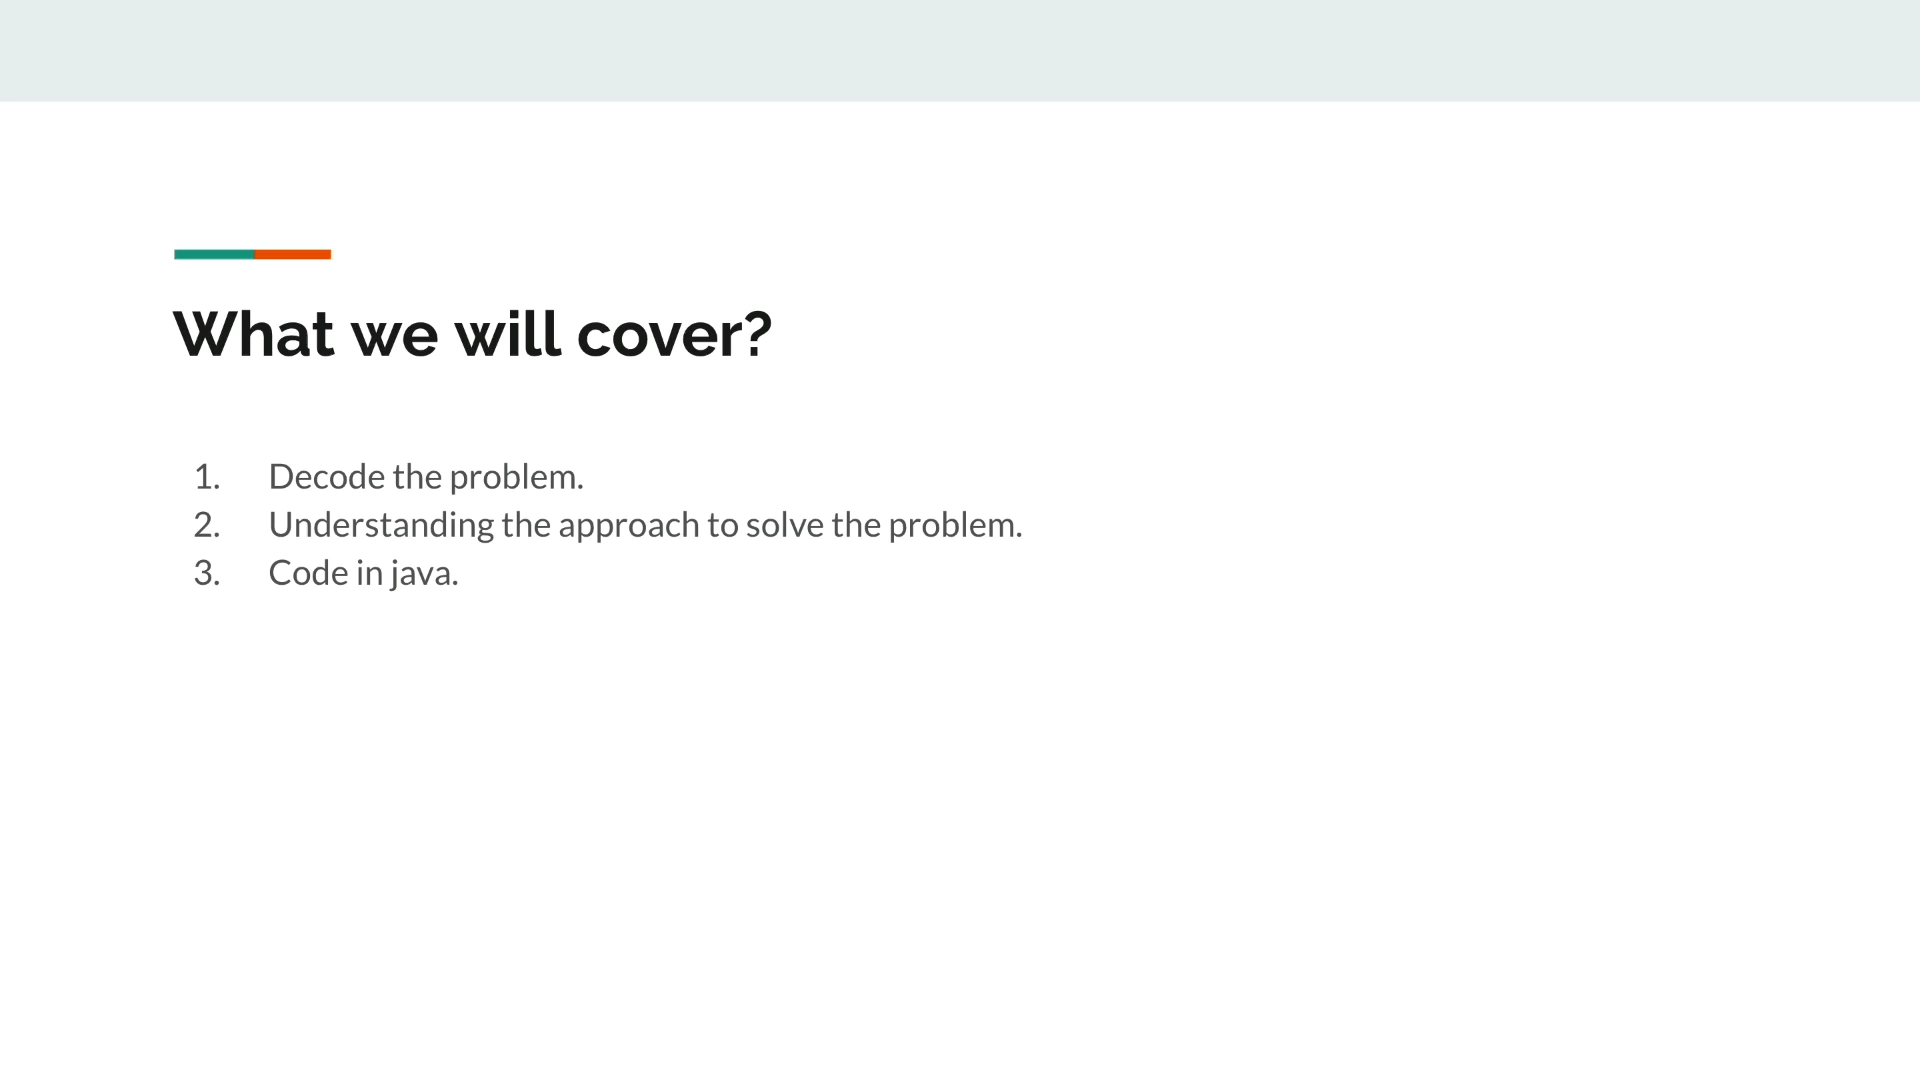 What we will cover?
1. Decode the problem.
2. Understanding the approach to solve the problem.
3. Code in java.